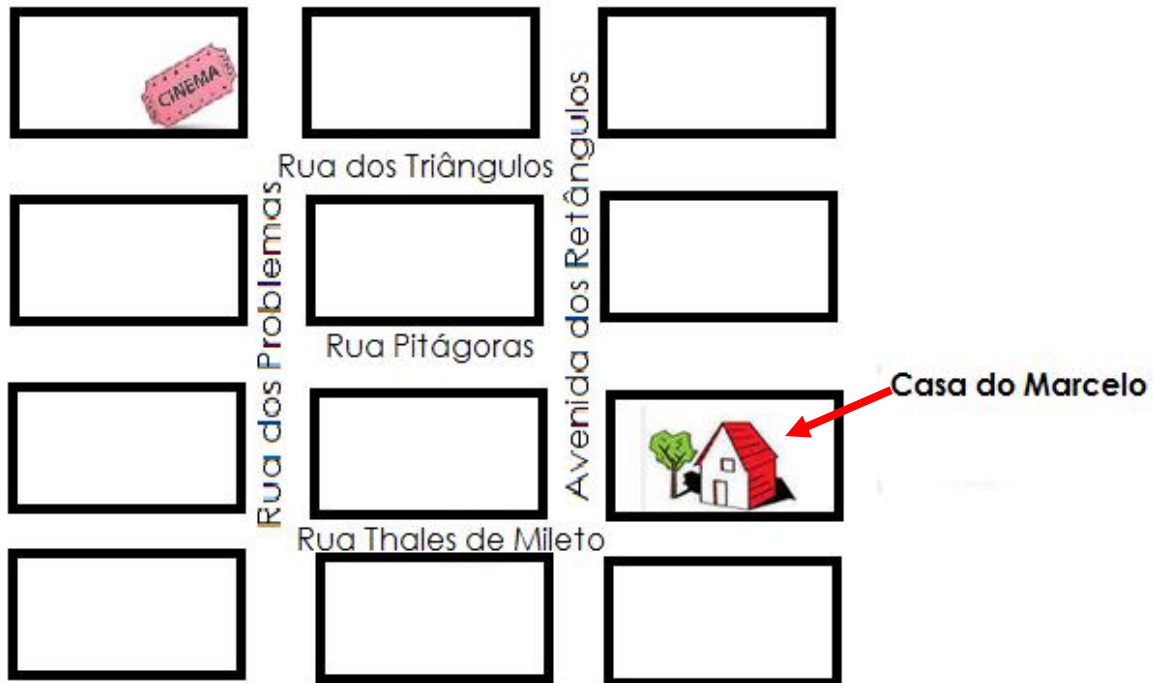 CINEMA
Rua dos Triângulos
Rua dos Problemas
Avenida dos Retângulos
Rua Pitágoras
Casa do Marcelo
Rua Thales de Mileto